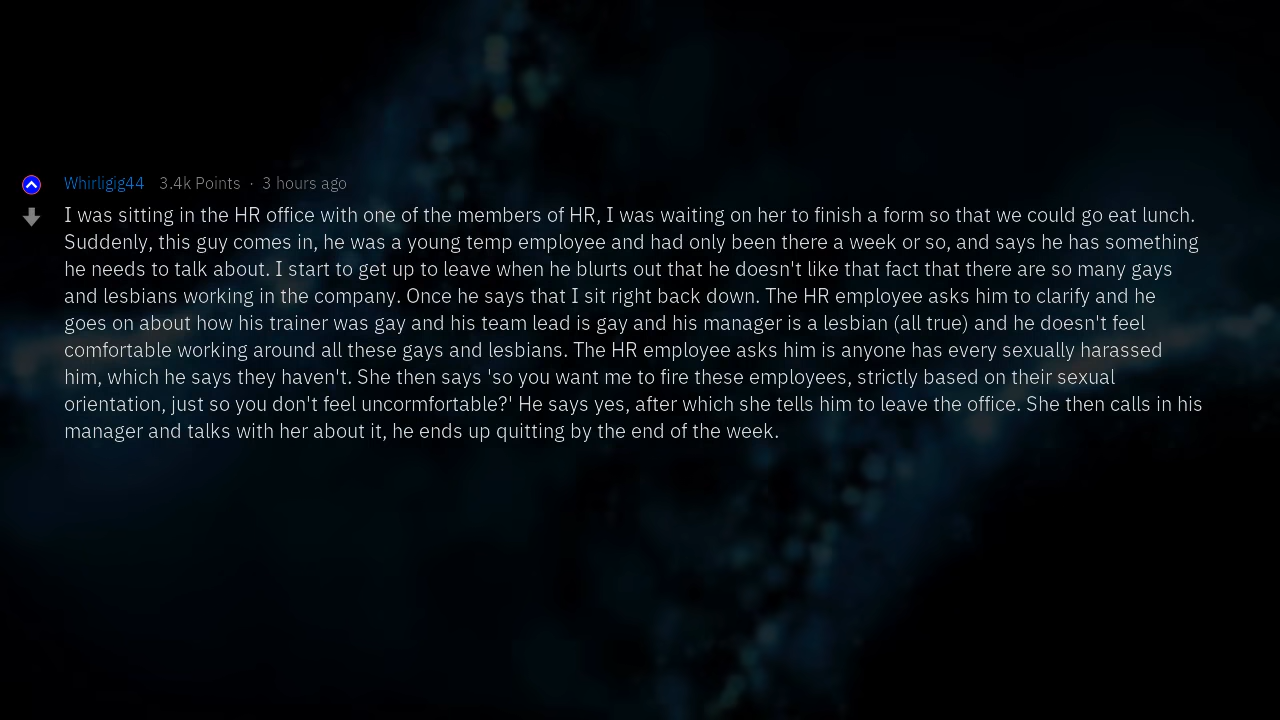 Whirligig44 3.4k Points · 3 hours ago
I was sitting in the HR office with one of the members of HR, I was waiting on her to finish a form so that we could go eat lunch.
Suddenly, this guy comes in, he was a young temp employee and had only been there a week or so, and says he has something
he needs to talk about. I start to get up to leave when he blurts out that he doesn't like that fact that there are so many gays
and lesbians working in the company. Once he says that I sit right back down. The HR employee asks him to clarify and he
goes on about how his trainer was gay and his team lead is gay and his manager is a lesbian (all true) and he doesn't feel
comfortable working around all these gays and lesbians. The HR employee asks him is anyone has every sexually harassed
him, which he says they haven't. She then says 'so you want me to fire these employees, strictly based on their sexual
orientation, just so you don't feel uncormfortable?' He says yes, after which she tells him to leave the office. She then calls in his
manager and talks with her about it, he ends up quitting by the end of the week.